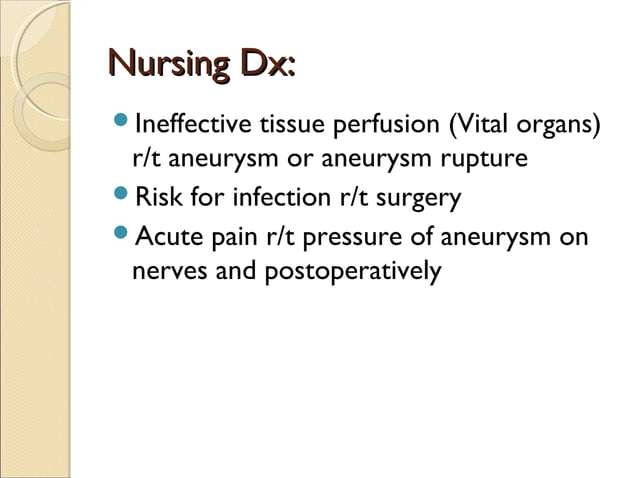 Nursing Dx:
Ineffective tissue perfusion (Vital organs)
r/t aneurysm or aneurysm rupture
Risk for infection r/t surgery
Acute pain r/t pressure of aneurysm on
nerves and postoperatively